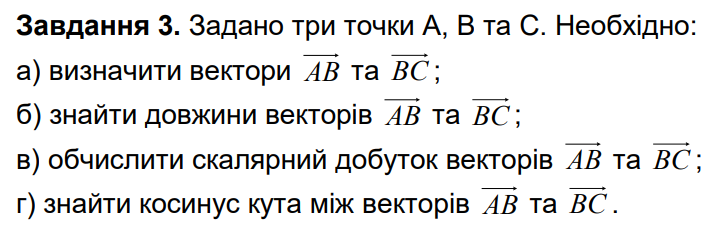 Завдання 3. Задано три точки А, В та С. Необхідно:
а) визначити вектори $\overrightarrow{AB}$ та $\overrightarrow{BC}$;
б) знайти довжини векторів $\overrightarrow{AB}$ та $\overrightarrow{BC}$;
в) обчислити скалярний добуток векторів $\overrightarrow{AB}$ та $\overrightarrow{BC}$;
г) знайти косинус кута між векторів $\overrightarrow{AB}$ та $\overrightarrow{BC}$.